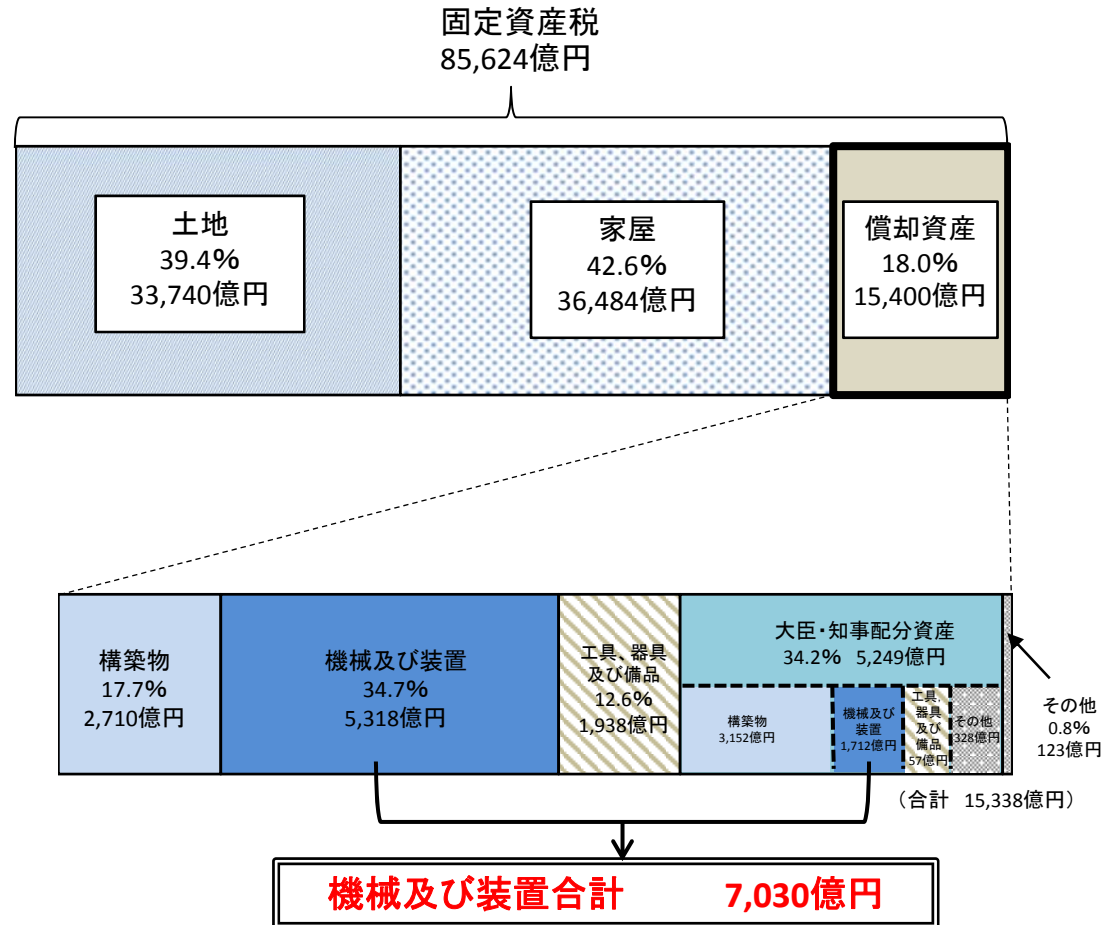 固定資産税
85,624億円
土地
39.4%
33,740億円
家屋
42.6%
36,484億円
償却資産
18.0%
15,400億円
構築物
17.7%
2,710億円
機械及び装置
34.7%
5,318億円
工具、器具
及び備品
12.6%
1,938億円
大臣・知事配分資産
34.2% 5,249億円
構築物
3,152億円
機械及び
装置
1,712億円
工具、
器具
及び
備品
57億円
その他
328億円
その他
0.8%
123億円
（合計 15,338億円）
機械及び装置合計 7,030億円